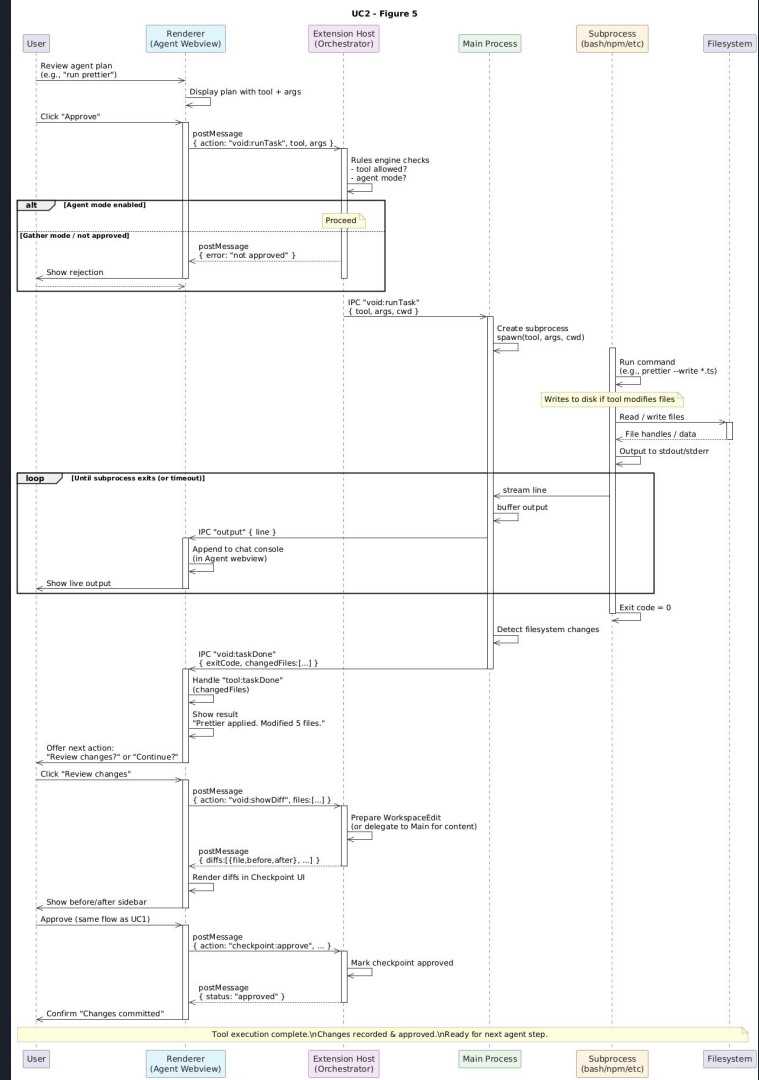 UC2 - Figure 5
User
Renderer
(Agent Webview)
Extension Host
(Orchestrator)
Main Process
Subprocess
(bash/npm/etc)
Filesystem
Review agent plan
(e.g., "run prettier")
Display plan with tool + args
Click "Approve"
postMessage
{ action: "void:runTask", tool, args }
Rules engine checks
- tool allowed?
- agent mode?
alt
[Agent mode enabled]
Proceed
[Gather mode / not approved]
postMessage
{ error: "not approved" }
Show rejection
IPC "void:runTask"
{ tool, args, cwd }
Create subprocess
spawn(tool, args, cwd)
Run command
(e.g., prettier --write *.ts)
Writes to disk if tool modifies files
Read / write files
File handles / data
Output to stdout/stderr
loop
[Until subprocess exits (or timeout)]
stream line
buffer output
IPC "output" { line }
Append to chat console
(in Agent webview)
Show live output
Exit code = 0
Detect filesystem changes
IPC "void:taskDone"
{ exitCode, changedFiles:[...] }
Handle "tool:taskDone"
(changedFiles)
Show result
"Prettier applied. Modified 5 files."
Offer next action:
"Review changes?" or "Continue?"
Click "Review changes"
postMessage
{ action: "void:showDiff", files:[...] }
Prepare WorkspaceEdit
(or delegate to Main for content)
postMessage
{ diffs:[{file,before,after}, ...] }
Render diffs in Checkpoint UI
Show before/after sidebar
Approve (same flow as UC1)
postMessage
{ action: "checkpoint:approve", ... }
Mark checkpoint approved
postMessage
{ status: "approved" }
Confirm "Changes committed"
Tool execution complete.\nChanges recorded & approved.\nReady for next agent step.
User
Renderer
(Agent Webview)
Extension Host
(Orchestrator)
Main Process
Subprocess
(bash/npm/etc)
Filesystem